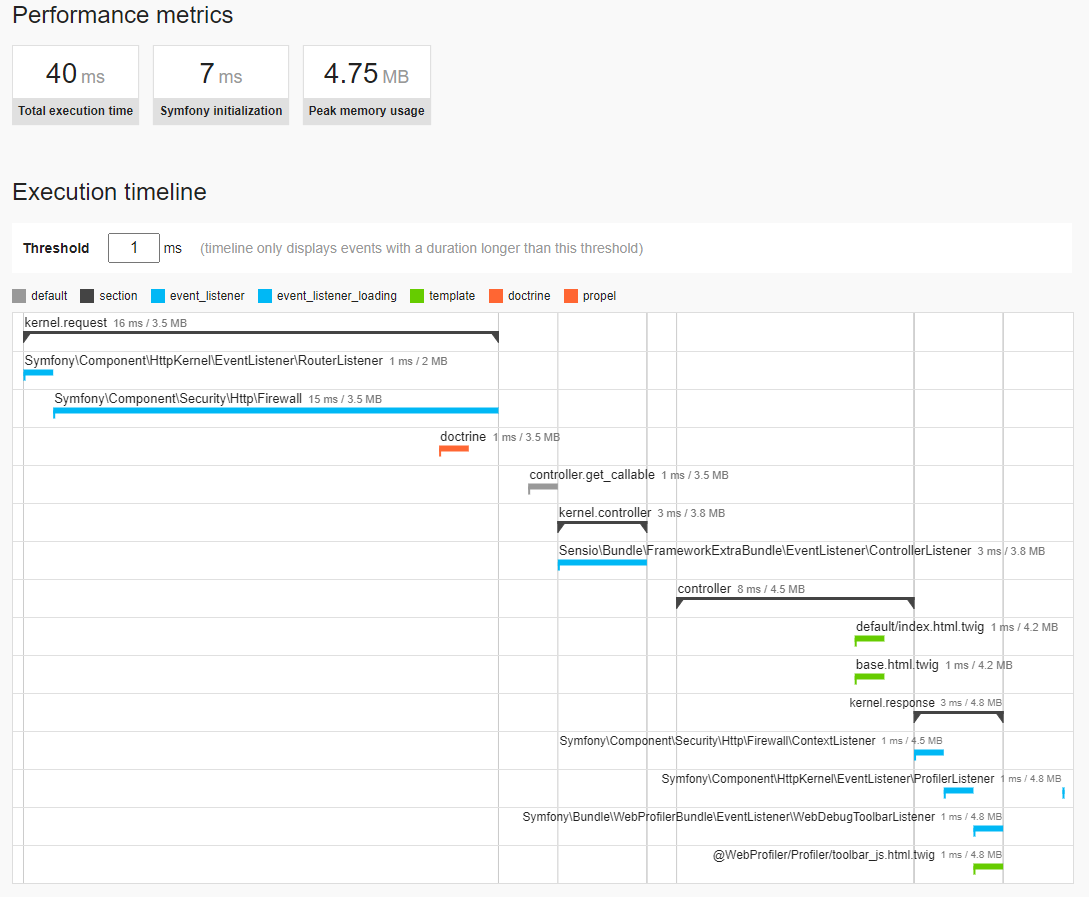 Performance metrics
40 ms
7 ms
4.75 MB
Total execution time
Symfony initialization
Peak memory usage
Execution timeline
Threshold 1 ms (timeline only displays events with a duration longer than this threshold)
default section event_listener event_listener_loading template doctrine propel
kernel.request 16 ms / 3.5 MB
Symfony\Component\HttpKernel\EventListener\RouterListener 1 ms / 2 MB
Symfony\Component\Security\Http\Firewall 15 ms / 3.5 MB
doctrine 1 ms / 3.5 MB
controller.get_callable 1 ms / 3.5 MB
kernel.controller 3 ms / 3.8 MB
Sensio\Bundle\FrameworkExtraBundle\EventListener\ControllerListener 3 ms / 3.8 MB
controller 8 ms / 4.5 MB
default/index.html.twig 1 ms / 4.2 MB
base.html.twig 1 ms / 4.2 MB
kernel.response 3 ms / 4.8 MB
Symfony\Component\Security\Http\Firewall\ContextListener 1 ms / 4.5 MB
Symfony\Component\HttpKernel\EventListener\ProfilerListener 1 ms / 4.8 MB
Symfony\Bundle\WebProfilerBundle\EventListener\WebDebugToolbarListener 1 ms / 4.8 MB
@WebProfiler/Profiler/toolbar_js.html.twig 1 ms / 4.8 MB